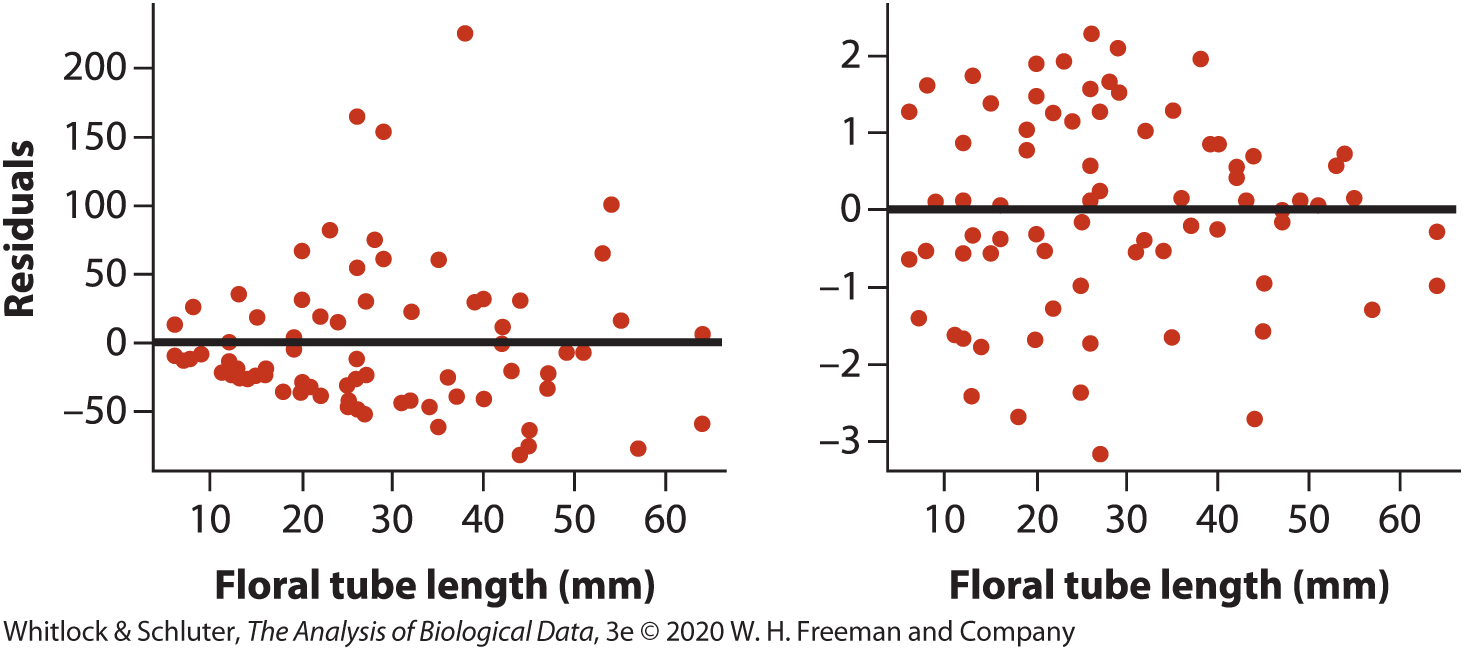 Residuals
200
150
100
50
0
−50
10 20 30 40 50 60
Floral tube length (mm)
2
1
0
−1
−2
−3
10 20 30 40 50 60
Floral tube length (mm)
Whitlock & Schluter, The Analysis of Biological Data, 3e © 2020 W. H. Freeman and Company